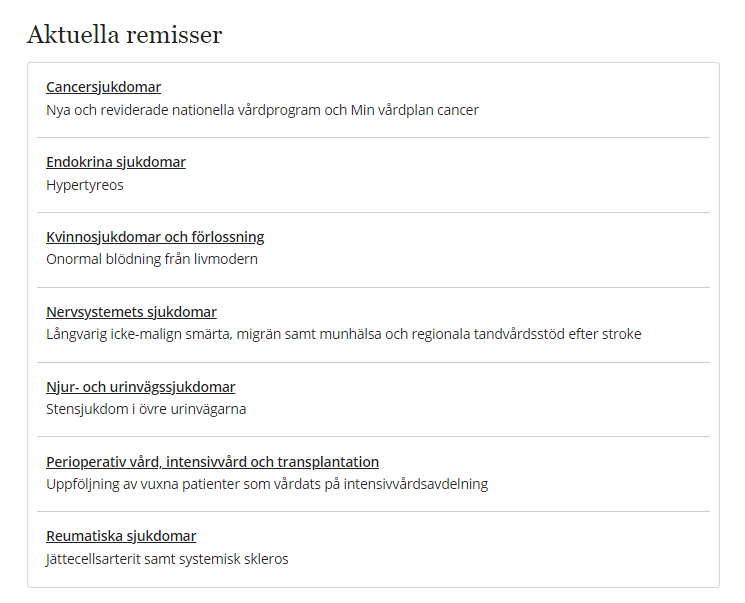 Aktuella remisser
Cancersjukdomar
Nya och reviderade nationella vårdprogram och Min vårdplan cancer
Endokrina sjukdomar
Hypertyreos
Kvinnosjukdomar och förlossning
Onormal blödning från livmodern
Nervsystemets sjukdomar
Långvarig icke-malign smärta, migrän samt munhälsa och regionala tandvårdsstöd efter stroke
Njur- och urinvägssjukdomar
Stensjukdom i övre urinvägarna
Perioperativ vård, intensivvård och transplantation
Uppföljning av vuxna patienter som vårdats på intensivvårdsavdelning
Reumatiska sjukdomar
Jättecellsarterit samt systemisk skleros